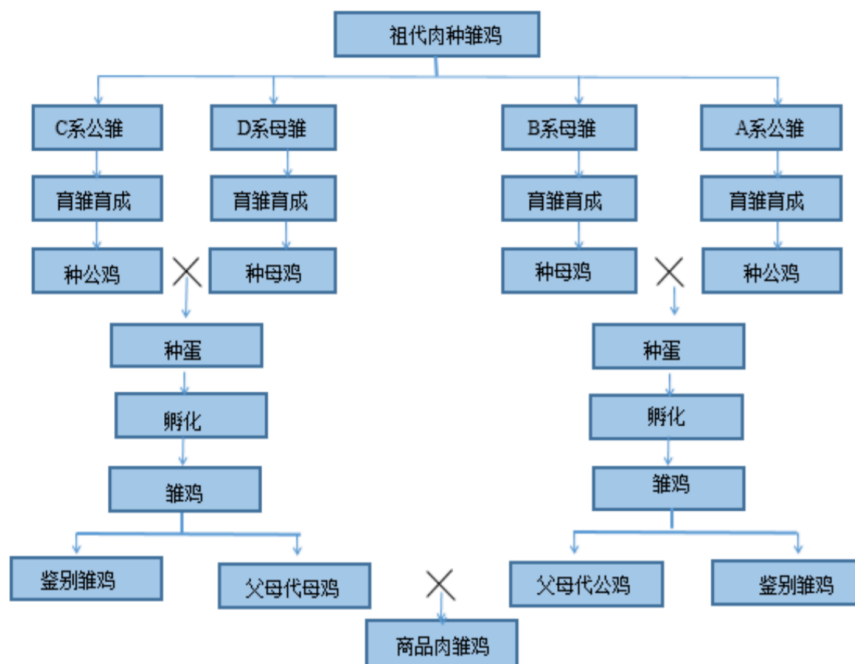 祖代肉种雏鸡
C系公雏
D系母雏
B系母雏
A系公雏
育雏育成
育雏育成
育雏育成
育雏育成
种公鸡
种母鸡
种母鸡
种公鸡
种蛋
种蛋
孵化
孵化
雏鸡
雏鸡
鉴别雏鸡
父母代母鸡
父母代公鸡
鉴别雏鸡
商品肉雏鸡